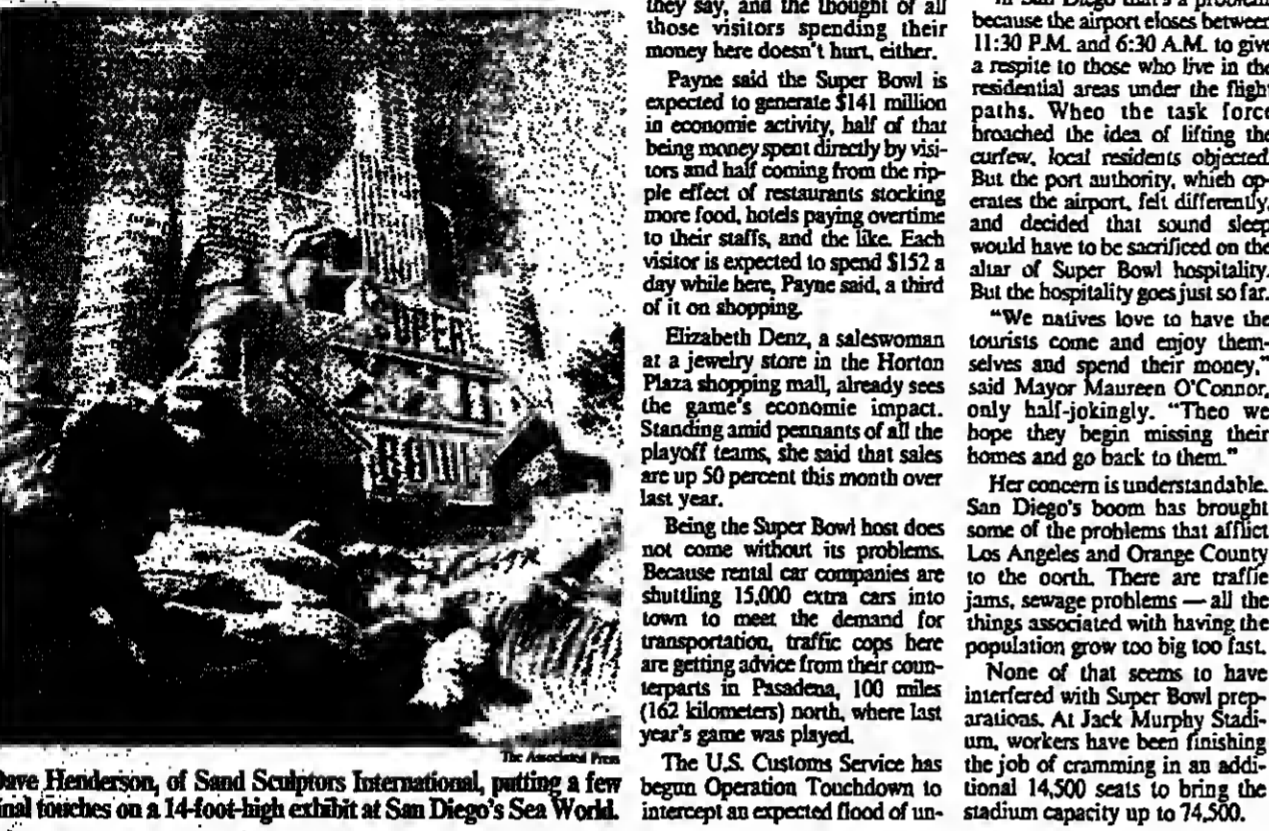 SUPER
BOWL
The Associated Press
Dave Henderson, of Sand Sculptors International, putting a few
final touches on a 14-foot-high exhibit at San Diego's Sea World.
they say, and the thought of all
those visitors spending their
money here doesn't hurt, either.
Payne said the Super Bowl is
expected to generate $141 million
in economic activity, half of that
being money spent directly by visi-
tors and half coming from the rip-
ple effect of restaurants stocking
more food, hotels paying overtime
to their staffs, and the like. Each
visitor is expected to spend $152 a
day while here, Payne said, a third
of it on shopping.
Elizabeth Denz, a saleswoman
at a jewelry store in the Horton
Plaza shopping mall, already sees
the game's economic impact.
Standing amid pennants of all the
playoff teams, she said that sales
are up 50 percent this month over
last year.
Being the Super Bowl host does
not come without its problems.
Because rental car companies are
shuttling 15,000 extra cars into
town to meet the demand for
transportation, traffic cops here
are getting advice from their coun-
terparts in Pasadena, 100 miles
(162 kilometers) north, where last
year's game was played.
The U.S. Customs Service has
begun Operation Touchdown to
intercept an expected flood of un-
In San Diego that's a problem
because the airport closes between
11:30 P.M. and 6:30 A.M. to give
a respite to those who live in the
residential areas under the flight
paths. When the task force
broached the idea of lifting the
curfew, local residents objected.
But the port authority, which op-
erates the airport, felt differently,
and decided that sound sleep
would have to be sacrificed on the
altar of Super Bowl hospitality.
But the hospitality goes just so far.
"We natives love to have the
tourists come and enjoy them-
selves and spend their money,"
said Mayor Maureen O'Connor,
only half-jokingly. "Then we
hope they begin missing their
homes and go back to them."
Her concern is understandable.
San Diego's boom has brought
some of the problems that afflict
Los Angeles and Orange County
to the north. There are traffic
jams, sewage problems — all the
things associated with having the
population grow too big too fast.
None of that seems to have
interfered with Super Bowl prep-
arations. At Jack Murphy Stadi-
um, workers have been finishing
the job of cramming in an addi-
tional 14,500 seats to bring the
stadium capacity up to 74,500.